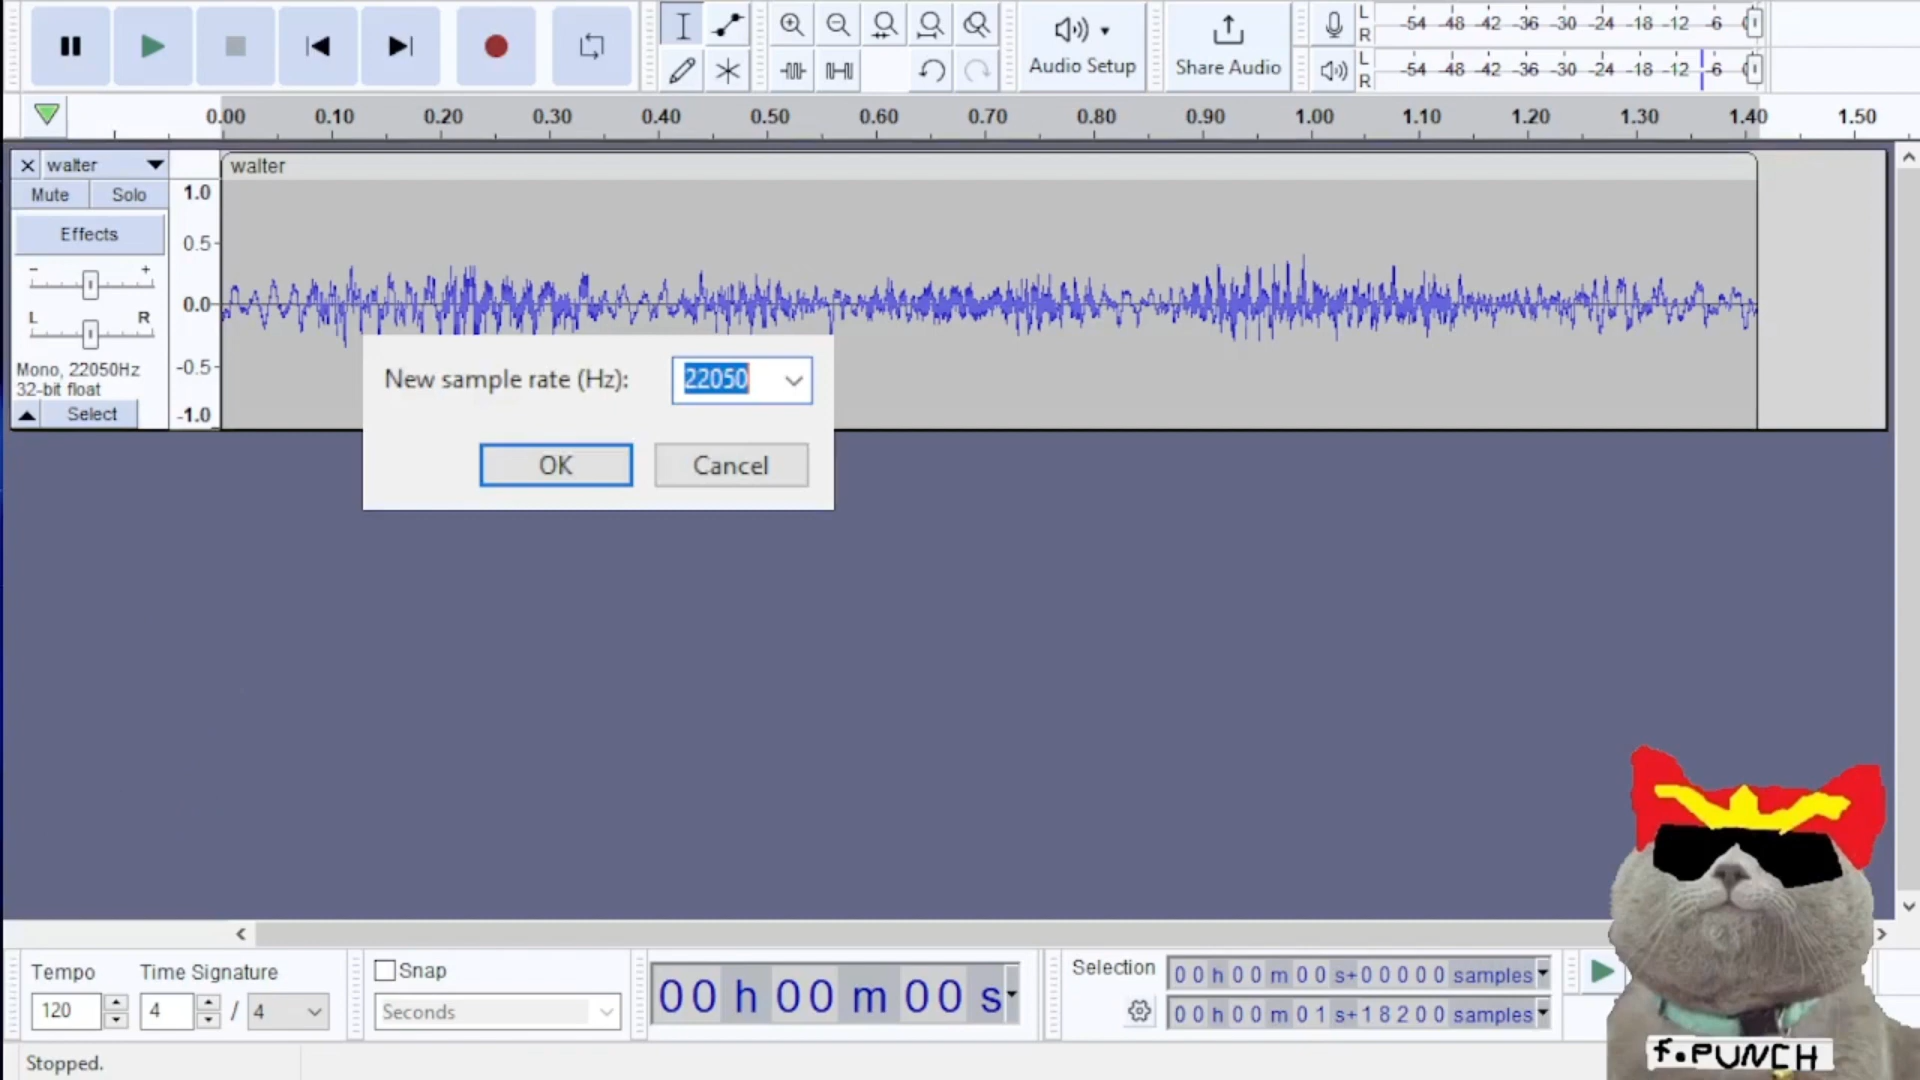 Audio Setup
Share Audio
L
R
-54 -48 -42 -36 -30 -24 -18 -12 -6
L
R
-54 -48 -42 -36 -30 -24 -18 -12 -6
0.00 0.10 0.20 0.30 0.40 0.50 0.60 0.70 0.80 0.90 1.00 1.10 1.20 1.30 1.40 1.50
walter
walter
Mute Solo
Effects
- +
L R
Mono, 22050Hz
32-bit float
Select
1.0
0.5
0.0
-0.5
-1.0
New sample rate (Hz): 22050
OK Cancel
Tempo Time Signature
120 4 / 4
Snap
Seconds
00 h 00 m 00 s
Selection
00 h 00 m 00 s+00000 samples
00 h 00 m 01 s+18200 samples
Stopped.
f.PUNCH